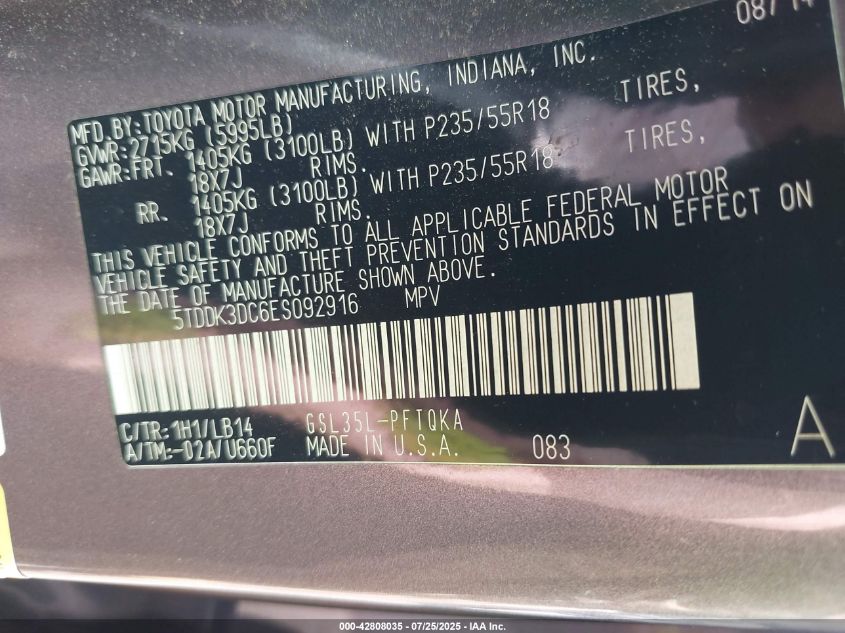 08/14
MFD.BY:TOYOTA MOTOR MANUFACTURING, INDIANA, INC.
GVWR:2715KG (5995LB)
GAWR:FRT. 1405KG (3100LB) WITH P235/55R18 TIRES,
18X7J RIMS.
RR. 1405KG (3100LB) WITH P235/55R18 TIRES,
18X7J RIMS.
THIS VEHICLE CONFORMS TO ALL APPLICABLE FEDERAL MOTOR
VEHICLE SAFETY AND THEFT PREVENTION STANDARDS IN EFFECT ON
THE DATE OF MANUFACTURE SHOWN ABOVE.
5TDDK3DC6ES092916 MPV
C/TR:1H1/LB14 GSL35L-PFTQKA
A/TM:-02A/U660F MADE IN U.S.A. 083 A
000-42808035 - 07/25/2025 - IAA Inc.